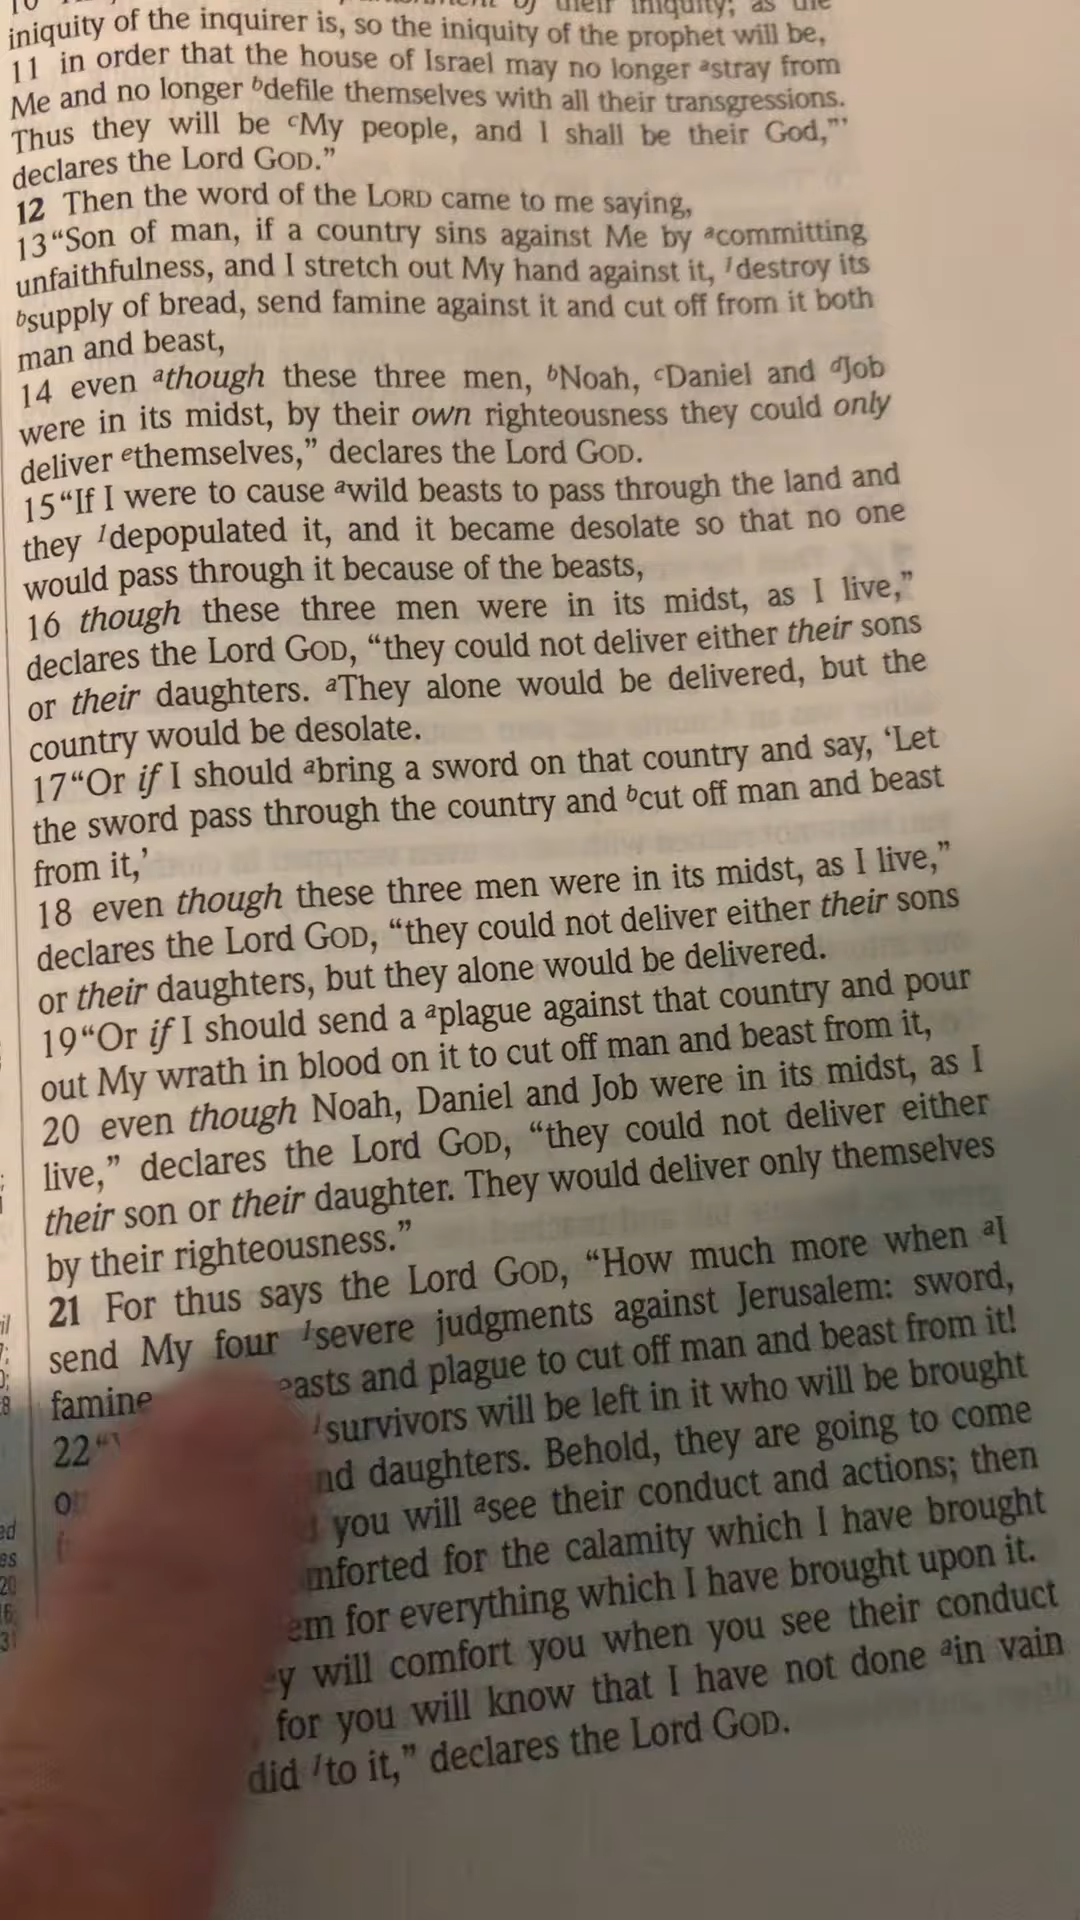 their iniquity; as the
iniquity of the inquirer is, so the iniquity of the prophet will be,
11 in order that the house of Israel may no longer astray from
Me and no longer bdefile themselves with all their transgressions.
Thus they will be cMy people, and I shall be their God,"'
declares the Lord GOD."
12 Then the word of the LORD came to me saying,
13 "Son of man, if a country sins against Me by acommitting
unfaithfulness, and I stretch out My hand against it, 1destroy its
bsupply of bread, send famine against it and cut off from it both
man and beast,
14 even athough these three men, bNoah, cDaniel and dJob
were in its midst, by their own righteousness they could only
deliver ethemselves," declares the Lord GOD.
15 "If I were to cause awild beasts to pass through the land and
they 1depopulated it, and it became desolate so that no one
would pass through it because of the beasts,
16 though these three men were in its midst, as I live,"
declares the Lord GOD, "they could not deliver either their sons
or their daughters. aThey alone would be delivered, but the
country would be desolate.
17 "Or if I should abring a sword on that country and say, 'Let
the sword pass through the country and bcut off man and beast
from it,'
18 even though these three men were in its midst, as I live,"
declares the Lord GOD, "they could not deliver either their sons
or their daughters, but they alone would be delivered.
19 "Or if I should send a aplague against that country and pour
out My wrath in blood on it to cut off man and beast from it,
20 even though Noah, Daniel and Job were in its midst, as I
live," declares the Lord GOD, "they could not deliver either
their son or their daughter. They would deliver only themselves
by their righteousness."
21 For thus says the Lord GOD, "How much more when aI
send My four 1severe judgments against Jerusalem: sword,
famine easts and plague to cut off man and beast from it!
22 " 1survivors will be left in it who will be brought
nd daughters. Behold, they are going to come
you will asee their conduct and actions; then
mforted for the calamity which I have brought
em for everything which I have brought upon it.
ey will comfort you when you see their conduct
for you will know that I have not done ain vain
did 1to it," declares the Lord GOD.